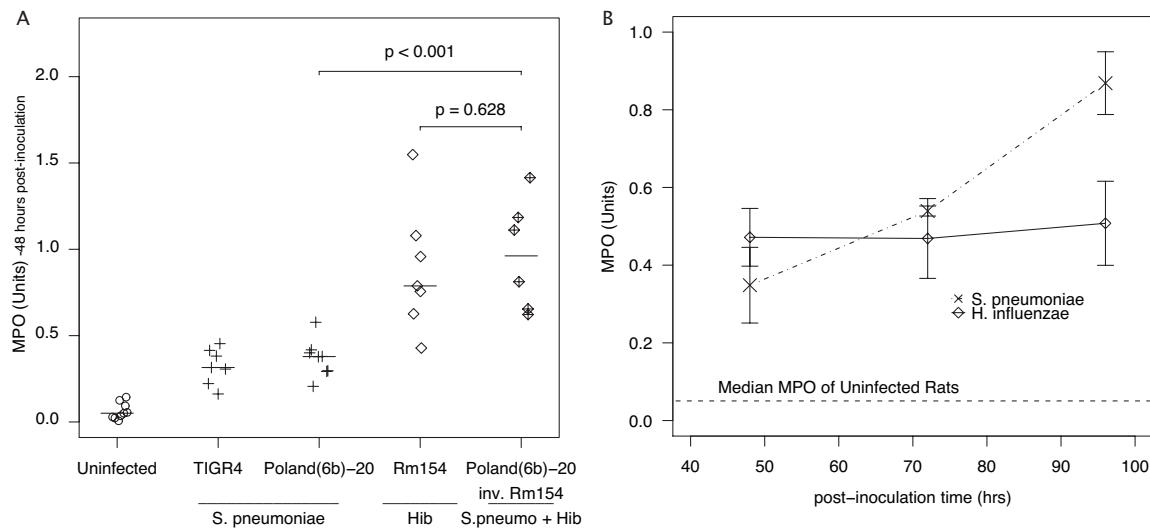 A
MPO (Units) -48 hours post-inoculation
2.0
1.5
1.0
0.5
0.0
p < 0.001
p = 0.628
Uninfected
TIGR4
Poland(6b)−20
Rm154
Poland(6b)−20
inv. Rm154
S. pneumoniae
Hib
S.pneumo + Hib
B
MPO (Units)
1.0
0.8
0.6
0.4
0.2
0.0
S. pneumoniae
H. influenzae
Median MPO of Uninfected Rats
40
50
60
70
80
90
100
post−inoculation time (hrs)